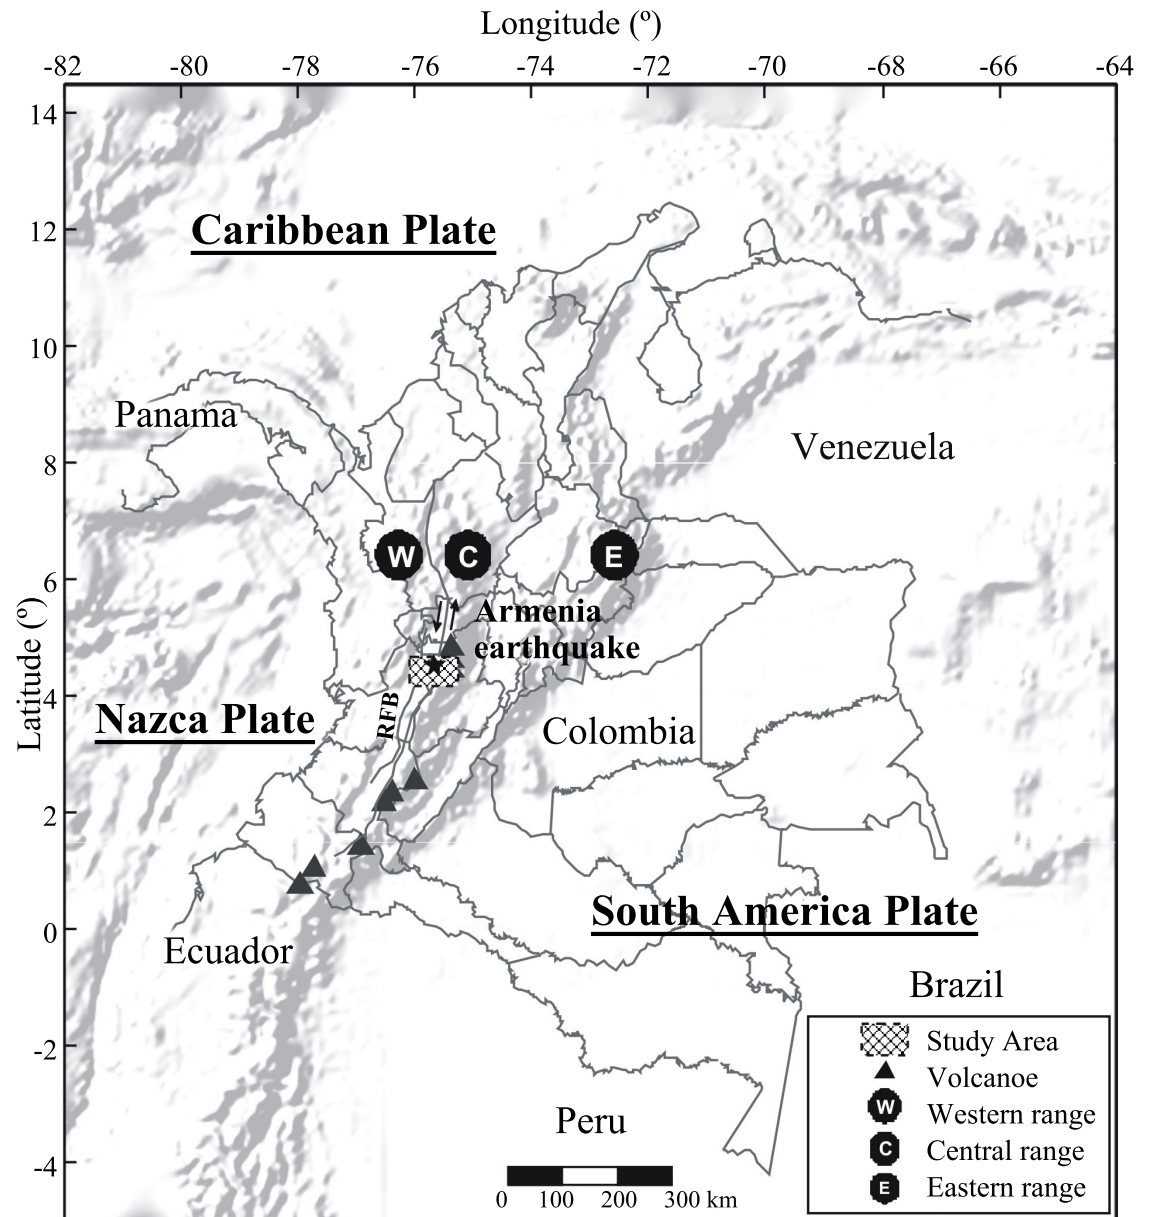 Longitude (º)
-82 -80 -78 -76 -74 -72 -70 -68 -66 -64
14
12
10
8
6
4
2
0
-2
-4
Latitude (º)
Caribbean Plate
Panama
Venezuela
W
C
E
Armenia
earthquake
RFB
Nazca Plate
Colombia
South America Plate
Ecuador
Brazil
Peru
Study Area
Volcanoe
W Western range
C Central range
E Eastern range
0 100 200 300 km